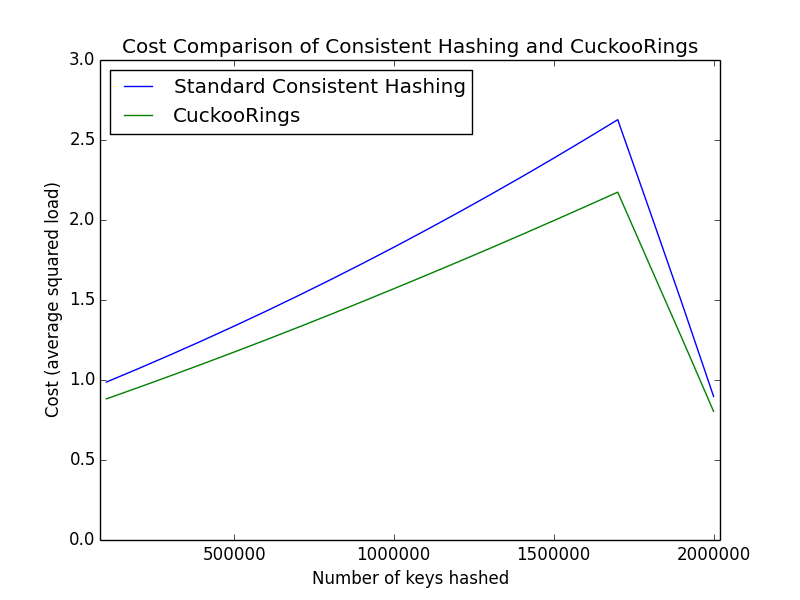 Cost Comparison of Consistent Hashing and CuckooRings
3.0
Standard Consistent Hashing
CuckooRings
2.5
2.0
1.5
1.0
0.5
0.0
Cost (average squared load)
500000
1000000
1500000
2000000
Number of keys hashed